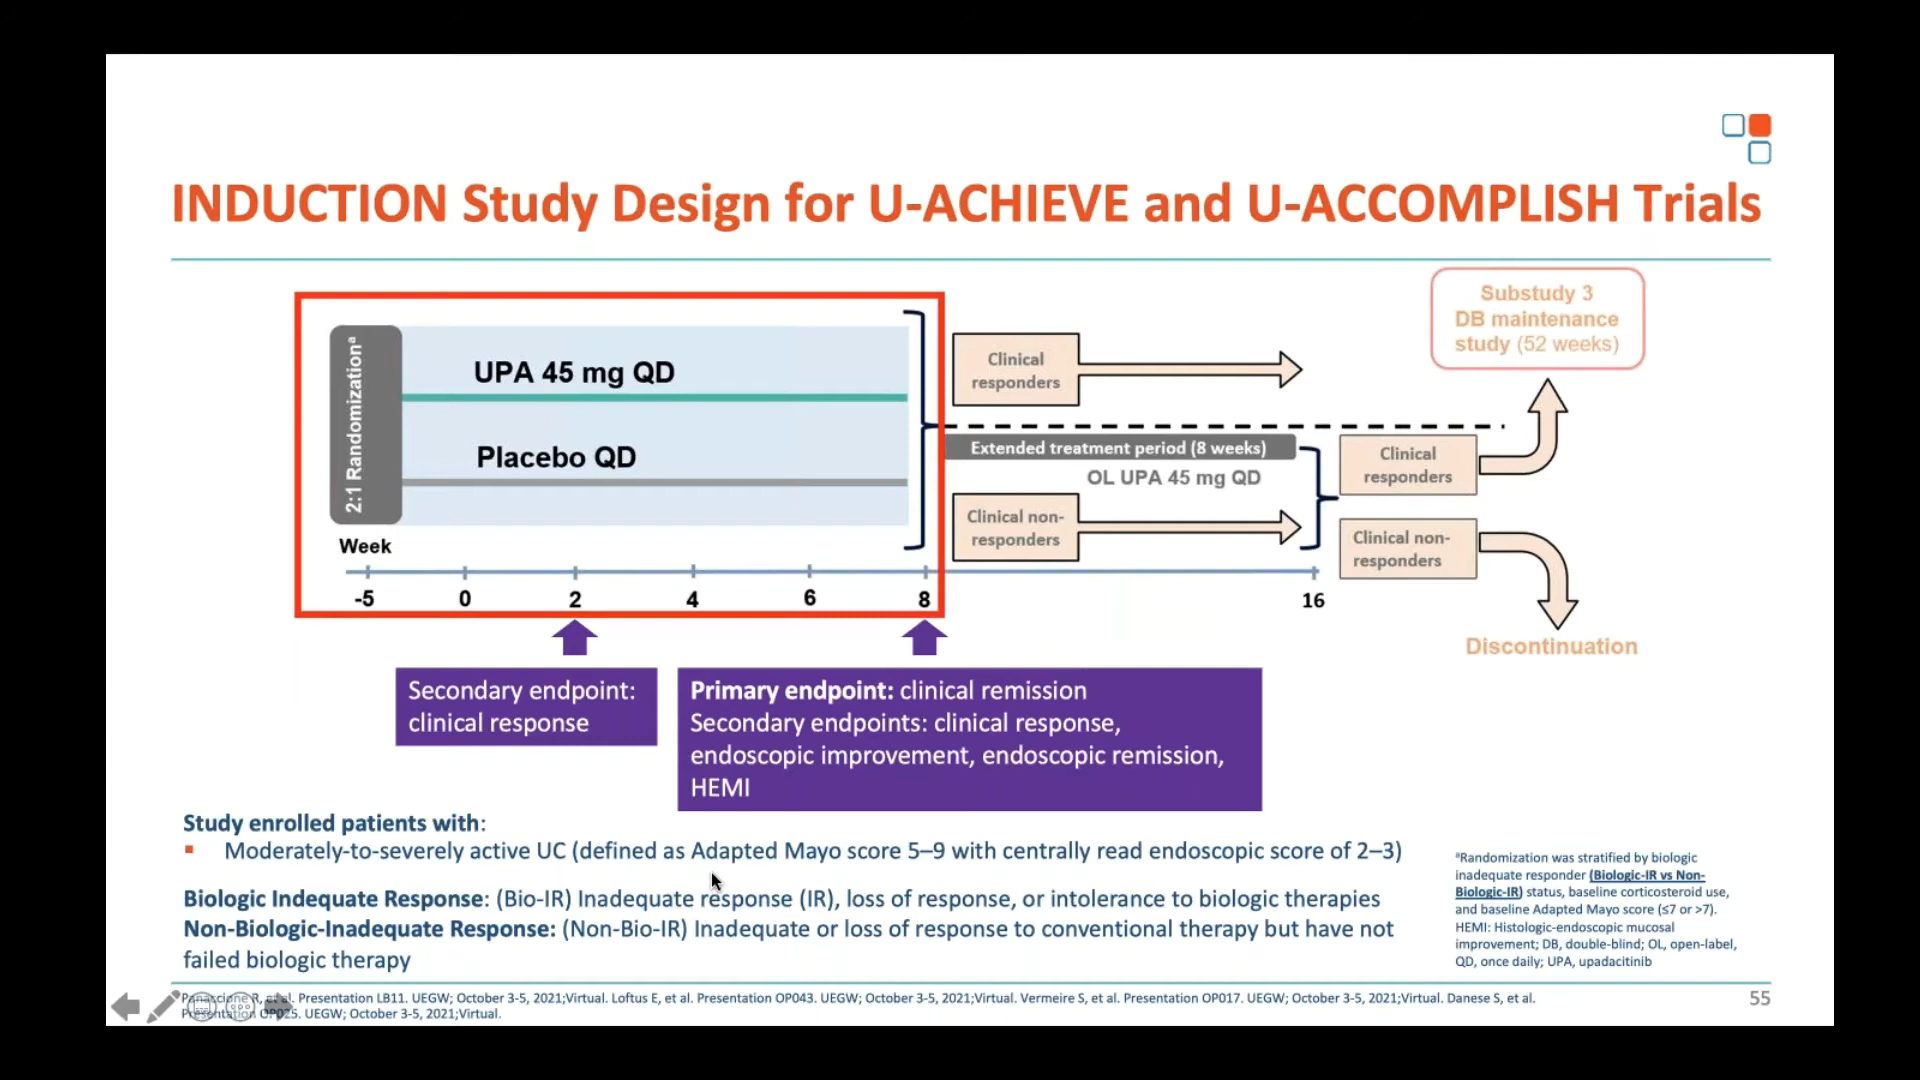 INDUCTION Study Design for U-ACHIEVE and U-ACCOMPLISH Trials
2:1 Randomizationª
UPA 45 mg QD
Placebo QD
Week
-5
0
2
4
6
8
16
Clinical
responders
Extended treatment period (8 weeks)
OL UPA 45 mg QD
Clinical non-
responders
Clinical
responders
Clinical non-
responders
Substudy 3
DB maintenance
study (52 weeks)
Discontinuation
Secondary endpoint:
clinical response
Primary endpoint: clinical remission
Secondary endpoints: clinical response,
endoscopic improvement, endoscopic remission,
HEMI
Study enrolled patients with:
▪ Moderately-to-severely active UC (defined as Adapted Mayo score 5–9 with centrally read endoscopic score of 2–3)
Biologic Indequate Response: (Bio-IR) Inadequate response (IR), loss of response, or intolerance to biologic therapies
Non-Biologic-Inadequate Response: (Non-Bio-IR) Inadequate or loss of response to conventional therapy but have not
failed biologic therapy
ªRandomization was stratified by biologic
inadequate responder (Biologic-IR vs Non-
Biologic-IR) status, baseline corticosteroid use,
and baseline Adapted Mayo score (≤7 or >7).
HEMI: Histologic-endoscopic mucosal
improvement; DB, double-blind; OL, open-label,
QD, once daily; UPA, upadacitinib
Panaccione R, et al. Presentation LB11. UEGW; October 3-5, 2021;Virtual. Loftus E, et al. Presentation OP043. UEGW; October 3-5, 2021;Virtual. Vermeire S, et al. Presentation OP017. UEGW; October 3-5, 2021;Virtual. Danese S, et al.
Presentation OP025. UEGW; October 3-5, 2021;Virtual.
55